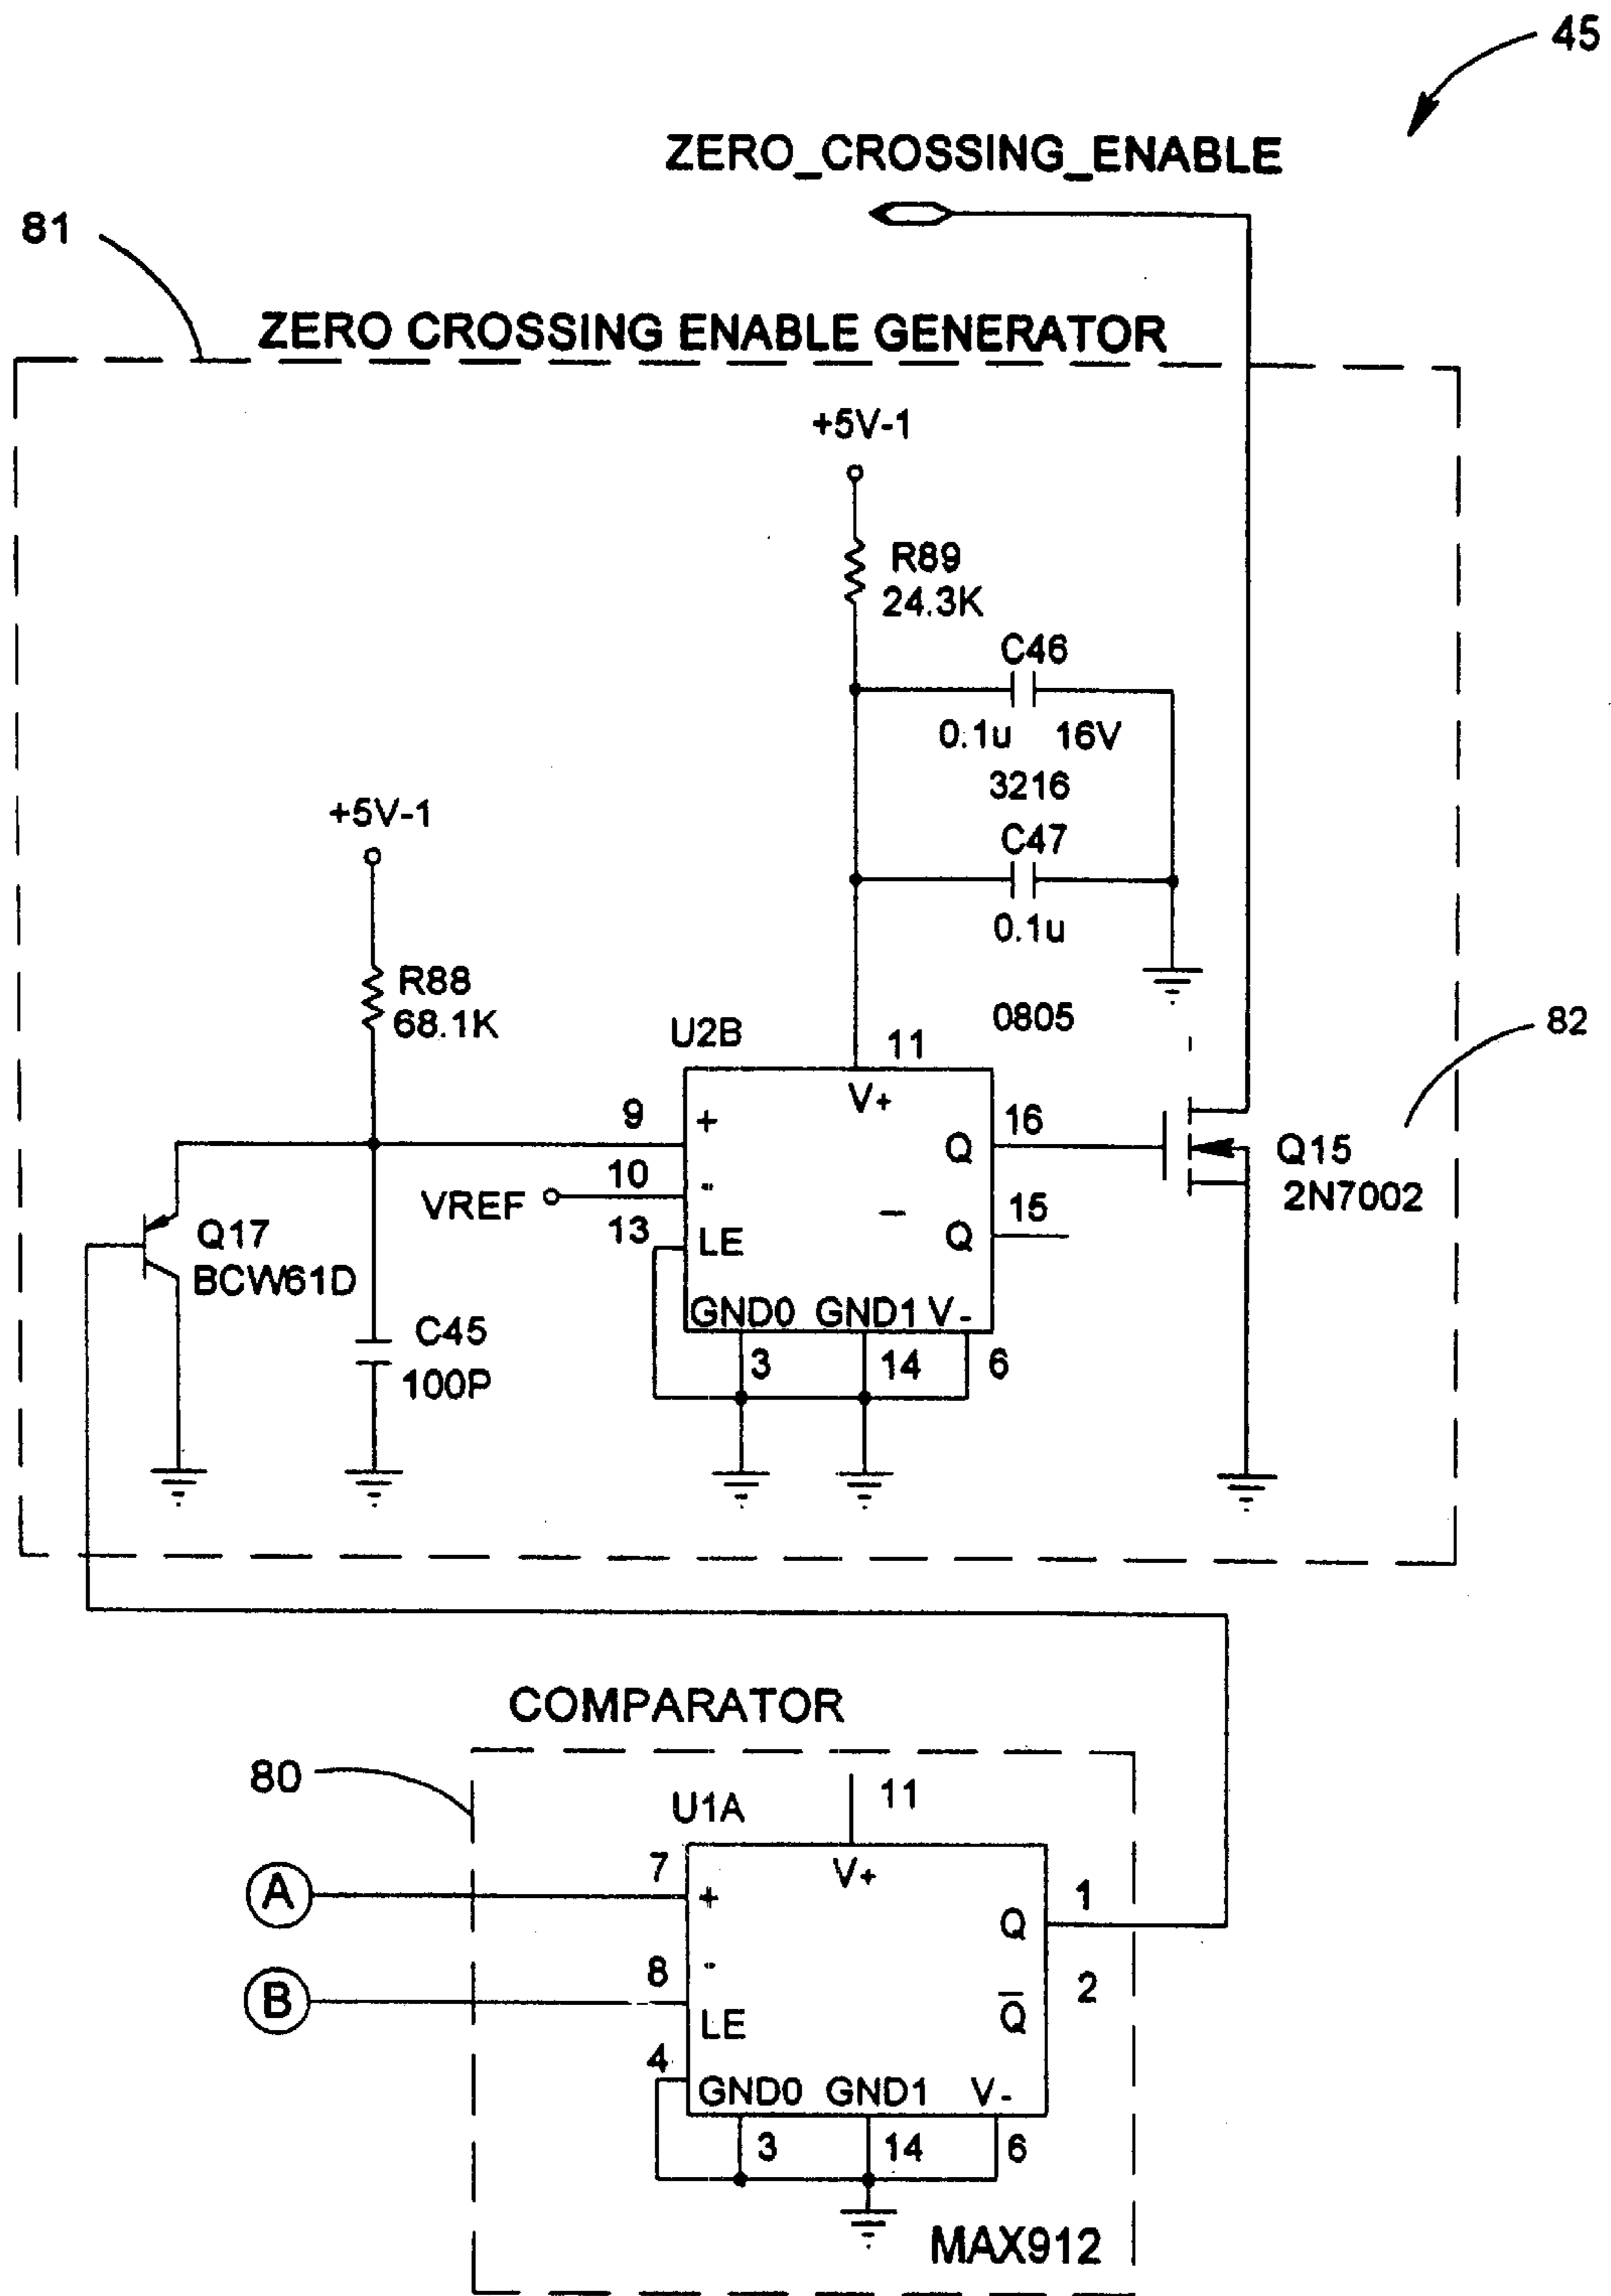 45
ZERO_CROSSING_ENABLE
81
ZERO CROSSING ENABLE GENERATOR
+5V-1
R89
24.3K
C46
0.1u 16V
3216
+5V-1
C47
0.1u
R88
68.1K
0805
82
U2B
11
V+
9
+
Q
16
Q15
2N7002
10
-
VREF
13
LE
Q̅
15
Q17
BCW61D
GND0 GND1 V-
C45
100P
3
14
6
COMPARATOR
80
U1A
11
V+
A
7
+
Q
1
B
8
-
LE
Q̅
2
4
GND0 GND1 V-
3
14
6
MAX912